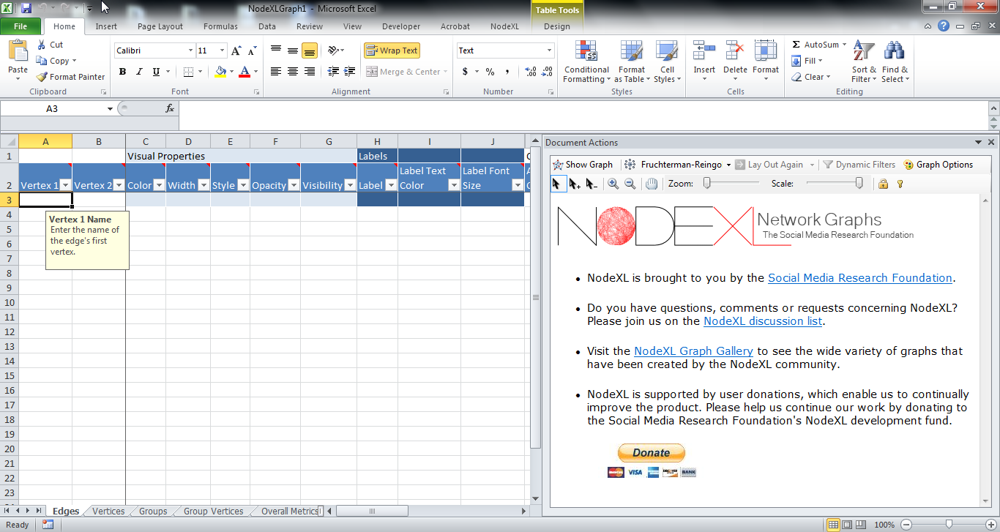 NodeXLGraph1 - Microsoft Excel
Table Tools
File Home Insert Page Layout Formulas Data Review View Developer Acrobat NodeXL Design
Paste
Cut
Copy
Format Painter
Clipboard
Calibri 11
B I U A
Font
Wrap Text
Merge & Center
Alignment
Text
$ % ,
Number
Conditional Formatting
Format as Table
Cell Styles
Styles
Insert Delete Format
Cells
Σ AutoSum
Fill
Clear
Sort & Filter
Find & Select
Editing
A3 fx
A B C D E F G H I J
1 Visual Properties Labels
2 Vertex 1 Vertex 2 Color Width Style Opacity Visibility Label Label Text Color Label Font Size
3
Vertex 1 Name
Enter the name of
the edge's first
vertex.
4
5
6
7
8
9
10
11
12
13
14
15
16
17
18
19
20
21
22
23
Edges Vertices Groups Group Vertices Overall Metrics
Ready 100%
Document Actions
Show Graph Fruchterman-Reingo Lay Out Again Dynamic Filters Graph Options
Zoom: Scale:
NODEXL Network Graphs
The Social Media Research Foundation
• NodeXL is brought to you by the Social Media Research Foundation.
• Do you have questions, comments or requests concerning NodeXL?
Please join us on the NodeXL discussion list.
• Visit the NodeXL Graph Gallery to see the wide variety of graphs that
have been created by the NodeXL community.
• NodeXL is supported by user donations, which enable us to continually
improve the product. Please help us continue our work by donating to
the Social Media Research Foundation's NodeXL development fund.
Donate
VISA BANK